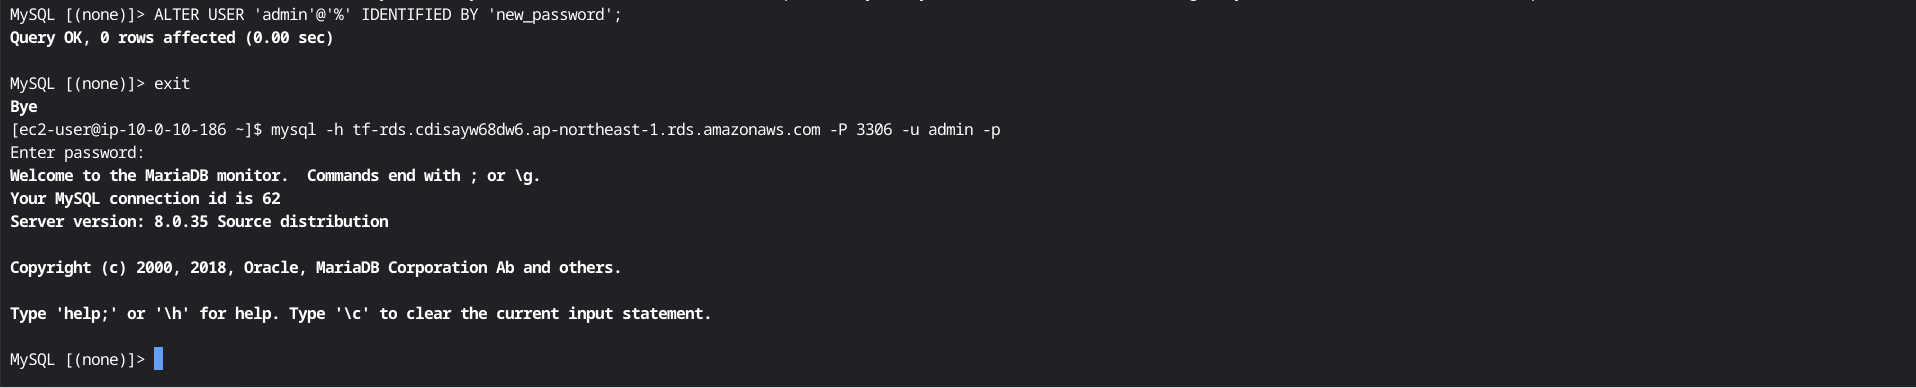 MySQL [(none)]> ALTER USER 'admin'@'%' IDENTIFIED BY 'new_password';
Query OK, 0 rows affected (0.00 sec)
MySQL [(none)]> exit
Bye
[ec2-user@ip-10-0-10-186 ~]$ mysql -h tf-rds.cdisayw68dw6.ap-northeast-1.rds.amazonaws.com -P 3306 -u admin -p
Enter password:
Welcome to the MariaDB monitor.  Commands end with ; or \g.
Your MySQL connection id is 62
Server version: 8.0.35 Source distribution
Copyright (c) 2000, 2018, Oracle, MariaDB Corporation Ab and others.
Type 'help;' or '\h' for help. Type '\c' to clear the current input statement.
MySQL [(none)]>